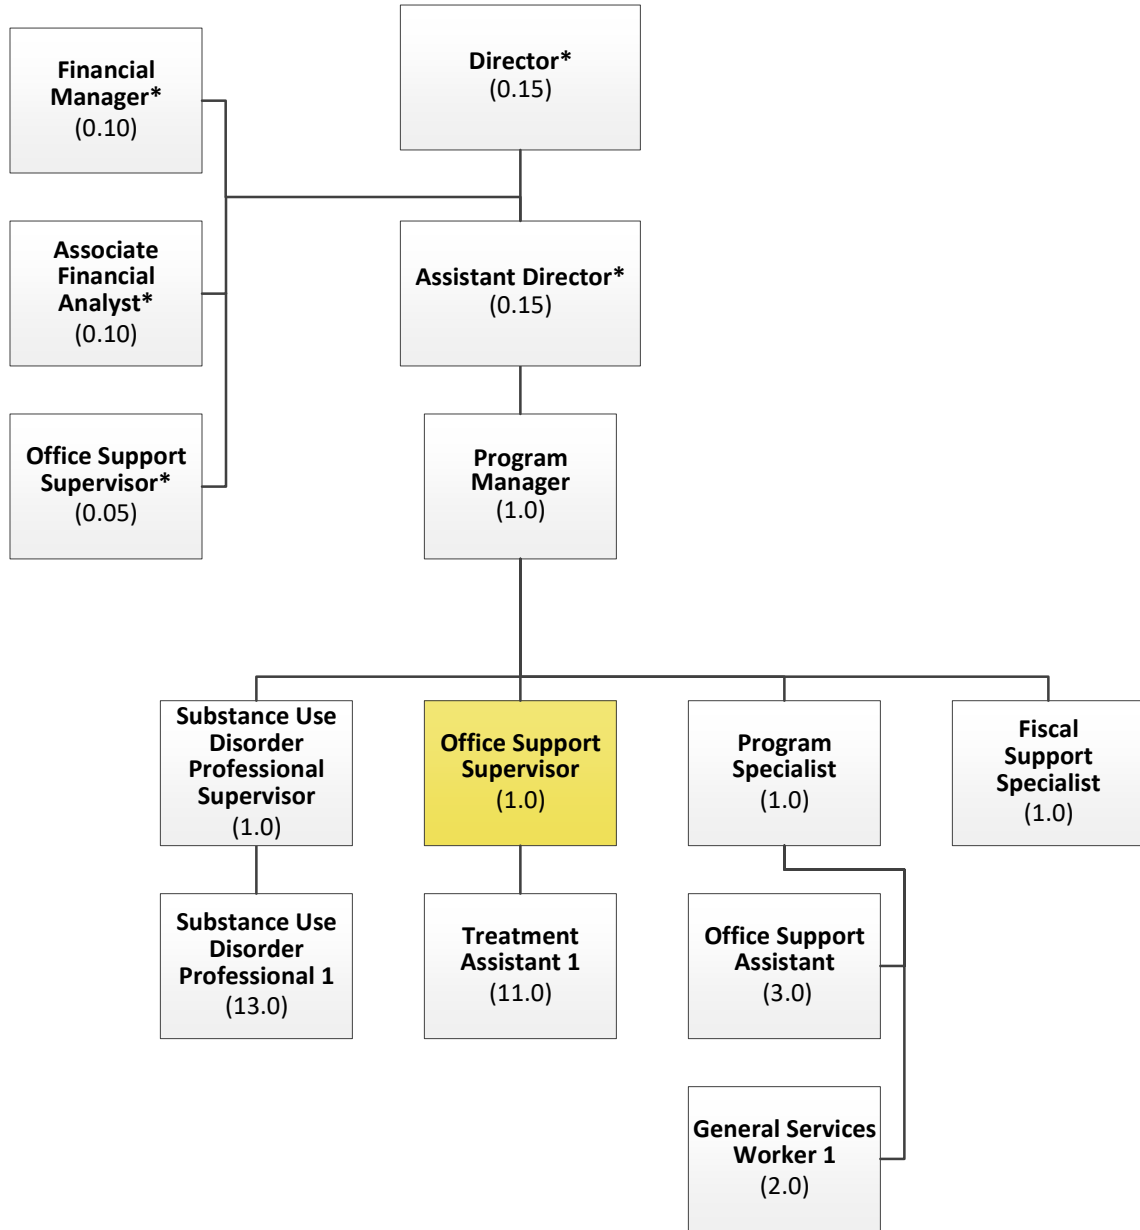 Financial
Manager*
(0.10)
Director*
(0.15)
Associate
Financial
Analyst*
(0.10)
Assistant Director*
(0.15)
Office Support
Supervisor*
(0.05)
Program
Manager
(1.0)
Substance Use
Disorder
Professional
Supervisor
(1.0)
Office Support
Supervisor
(1.0)
Program
Specialist
(1.0)
Fiscal
Support
Specialist
(1.0)
Substance Use
Disorder
Professional 1
(13.0)
Treatment
Assistant 1
(11.0)
Office Support
Assistant
(3.0)
General Services
Worker 1
(2.0)